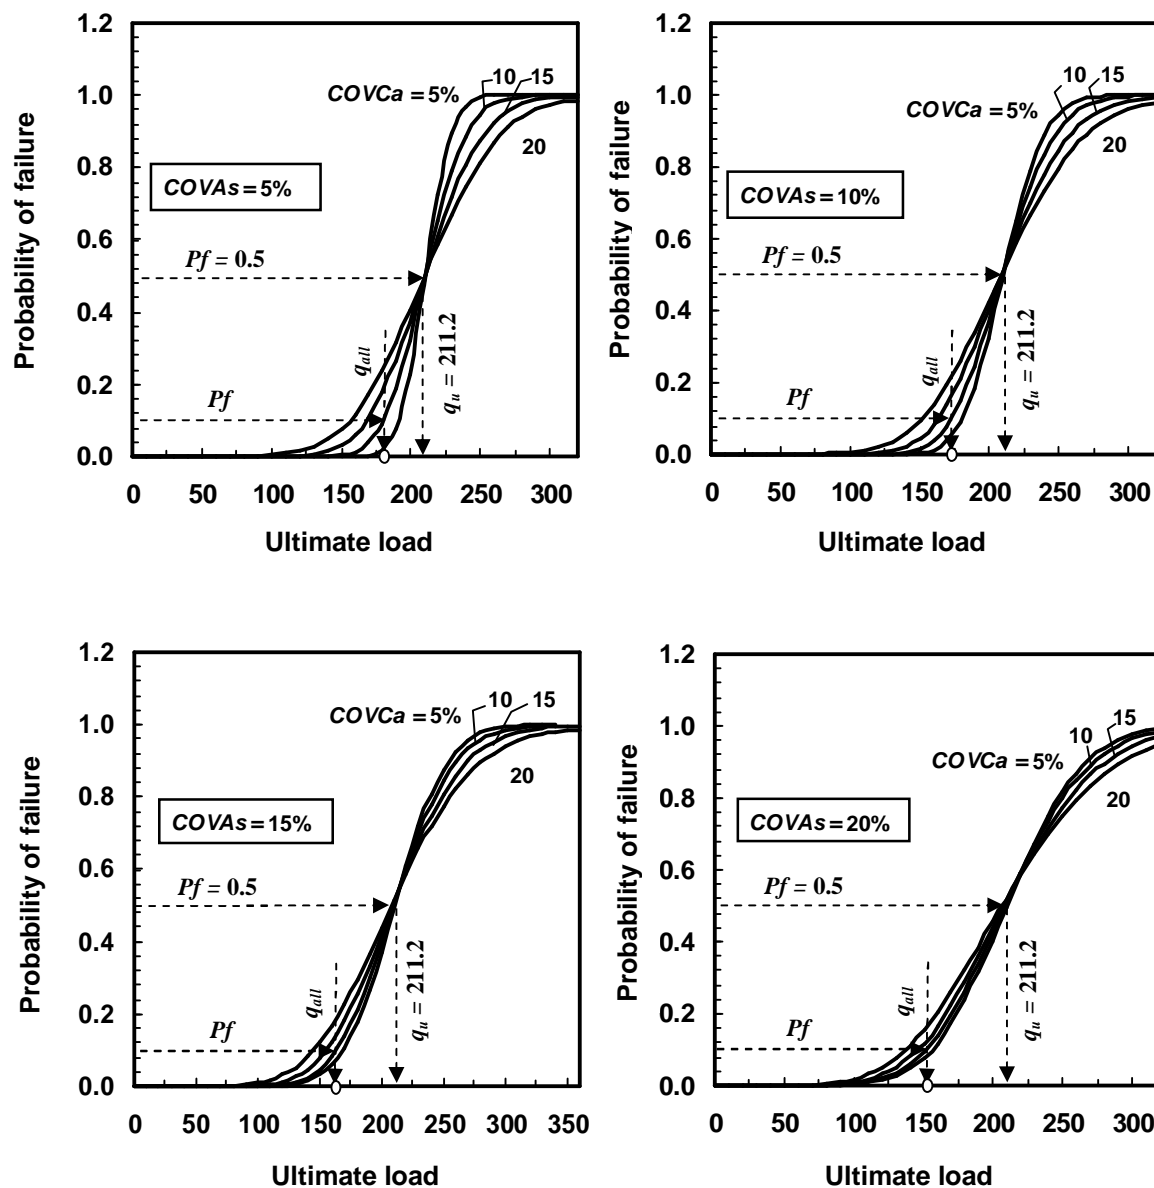 1.2
1.0
0.8
0.6
0.4
0.2
0.0
Probability of failure
COVCa = 5%
10
15
20
COVAs = 5%
Pf = 0.5
Pf
qall
qu = 211.2
0 50 100 150 200 250 300
Ultimate load
1.2
1.0
0.8
0.6
0.4
0.2
0.0
Probability of failure
COVCa = 5%
10
15
20
COVAs = 10%
Pf = 0.5
Pf
qall
qu = 211.2
0 50 100 150 200 250 300
Ultimate load
1.2
1.0
0.8
0.6
0.4
0.2
0.0
Probability of failure
COVCa = 5%
10
15
20
COVAs = 15%
Pf = 0.5
Pf
qall
qu = 211.2
0 50 100 150 200 250 300 350
Ultimate load
1.2
1.0
0.8
0.6
0.4
0.2
0.0
Probability of failure
COVCa = 5%
10
15
20
COVAs = 20%
Pf = 0.5
Pf
qall
qu = 211.2
0 50 100 150 200 250 300
Ultimate load